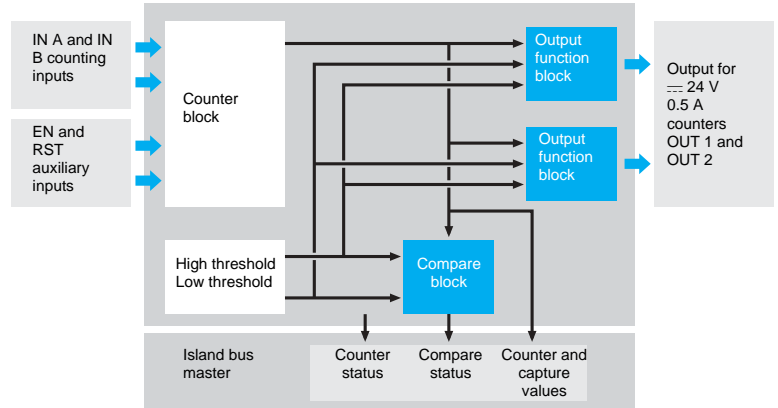 IN A and IN
B counting
inputs
EN and
RST
auxiliary
inputs
Counter
block
High threshold
Low threshold
Output
function
block
Output
function
block
Compare
block
Output for
⎓ 24 V
0.5 A
counters
OUT 1 and
OUT 2
Island bus
master
Counter
status
Compare
status
Counter and
capture
values